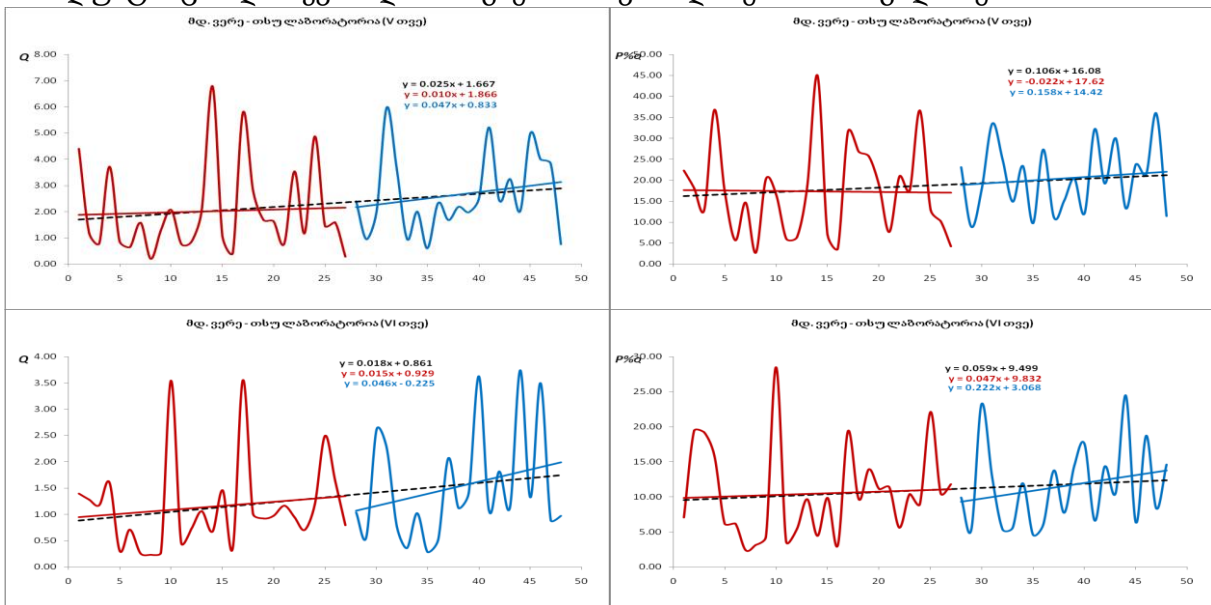 მდ. ვერე - თსუ ლაბორატორია (V თვე)
Q
8.00
7.00
6.00
5.00
4.00
3.00
2.00
1.00
0.00
y = 0.025x + 1.667
y = 0.010x + 1.866
y = 0.047x + 0.833
0 5 10 15 20 25 30 35 40 45 50
მდ. ვერე - თსუ ლაბორატორია (V თვე)
P%Q
50.00
45.00
40.00
35.00
30.00
25.00
20.00
15.00
10.00
5.00
0.00
y = 0.106x + 16.08
y = -0.022x + 17.62
y = 0.158x + 14.42
0 5 10 15 20 25 30 35 40 45 50
მდ. ვერე - თსუ ლაბორატორია (VI თვე)
Q
4.00
3.50
3.00
2.50
2.00
1.50
1.00
0.50
0.00
y = 0.018x + 0.861
y = 0.015x + 0.929
y = 0.046x - 0.225
0 5 10 15 20 25 30 35 40 45 50
მდ. ვერე - თსუ ლაბორატორია (VI თვე)
P%Q
30.00
25.00
20.00
15.00
10.00
5.00
0.00
y = 0.059x + 9.499
y = 0.047x + 9.832
y = 0.222x + 3.068
0 5 10 15 20 25 30 35 40 45 50